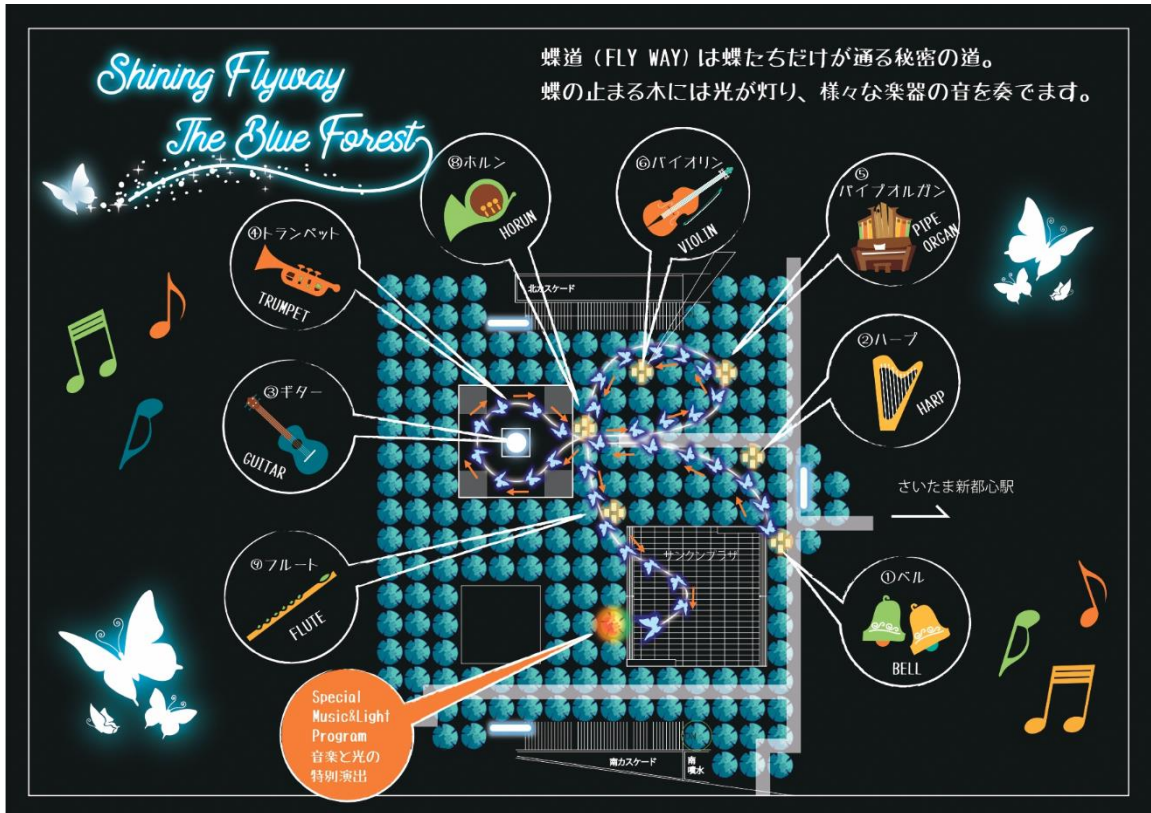 Shining Flyway
The Blue Forest
蝶道（FLY WAY）は蝶たちだけが通る秘密の道。
蝶の止まる木には光が灯り、様々な楽器の音を奏でます。
⑧ホルン
HORUN
⑥バイオリン
VIOLIN
⑤
パイプオルガン
PIPE
ORGAN
④トランペット
TRUMPET
北カスケード
②ハープ
HARP
③ギター
GUITAR
さいたま新都心駅
サンクンプラザ
⑨フルート
FLUTE
①ベル
BELL
Special
Music&Light
Program
音楽と光の
特別演出
南カスケード
南
噴水